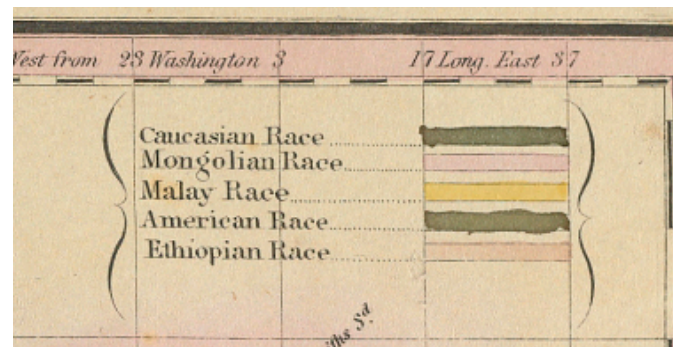 West from 23 Washington 3 17 Long. East 37
Caucasian Race
Mongolian Race
Malay Race
American Race
Ethiopian Race
Sd.